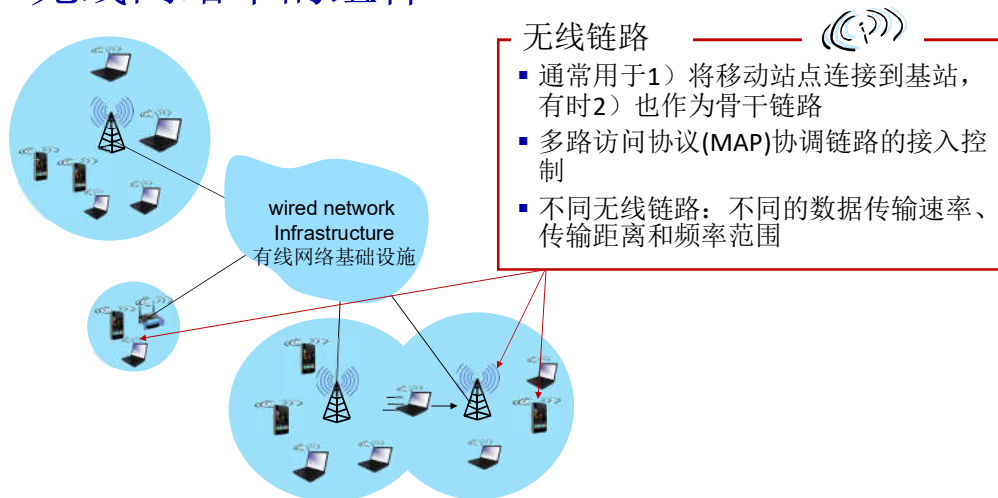 无线链路
通常用于1）将移动站点连接到基站，
有时2）也作为骨干链路
多路访问协议(MAP)协调链路的接入控
制
不同无线链路：不同的数据传输速率、
传输距离和频率范围
wired network
Infrastructure
有线网络基础设施